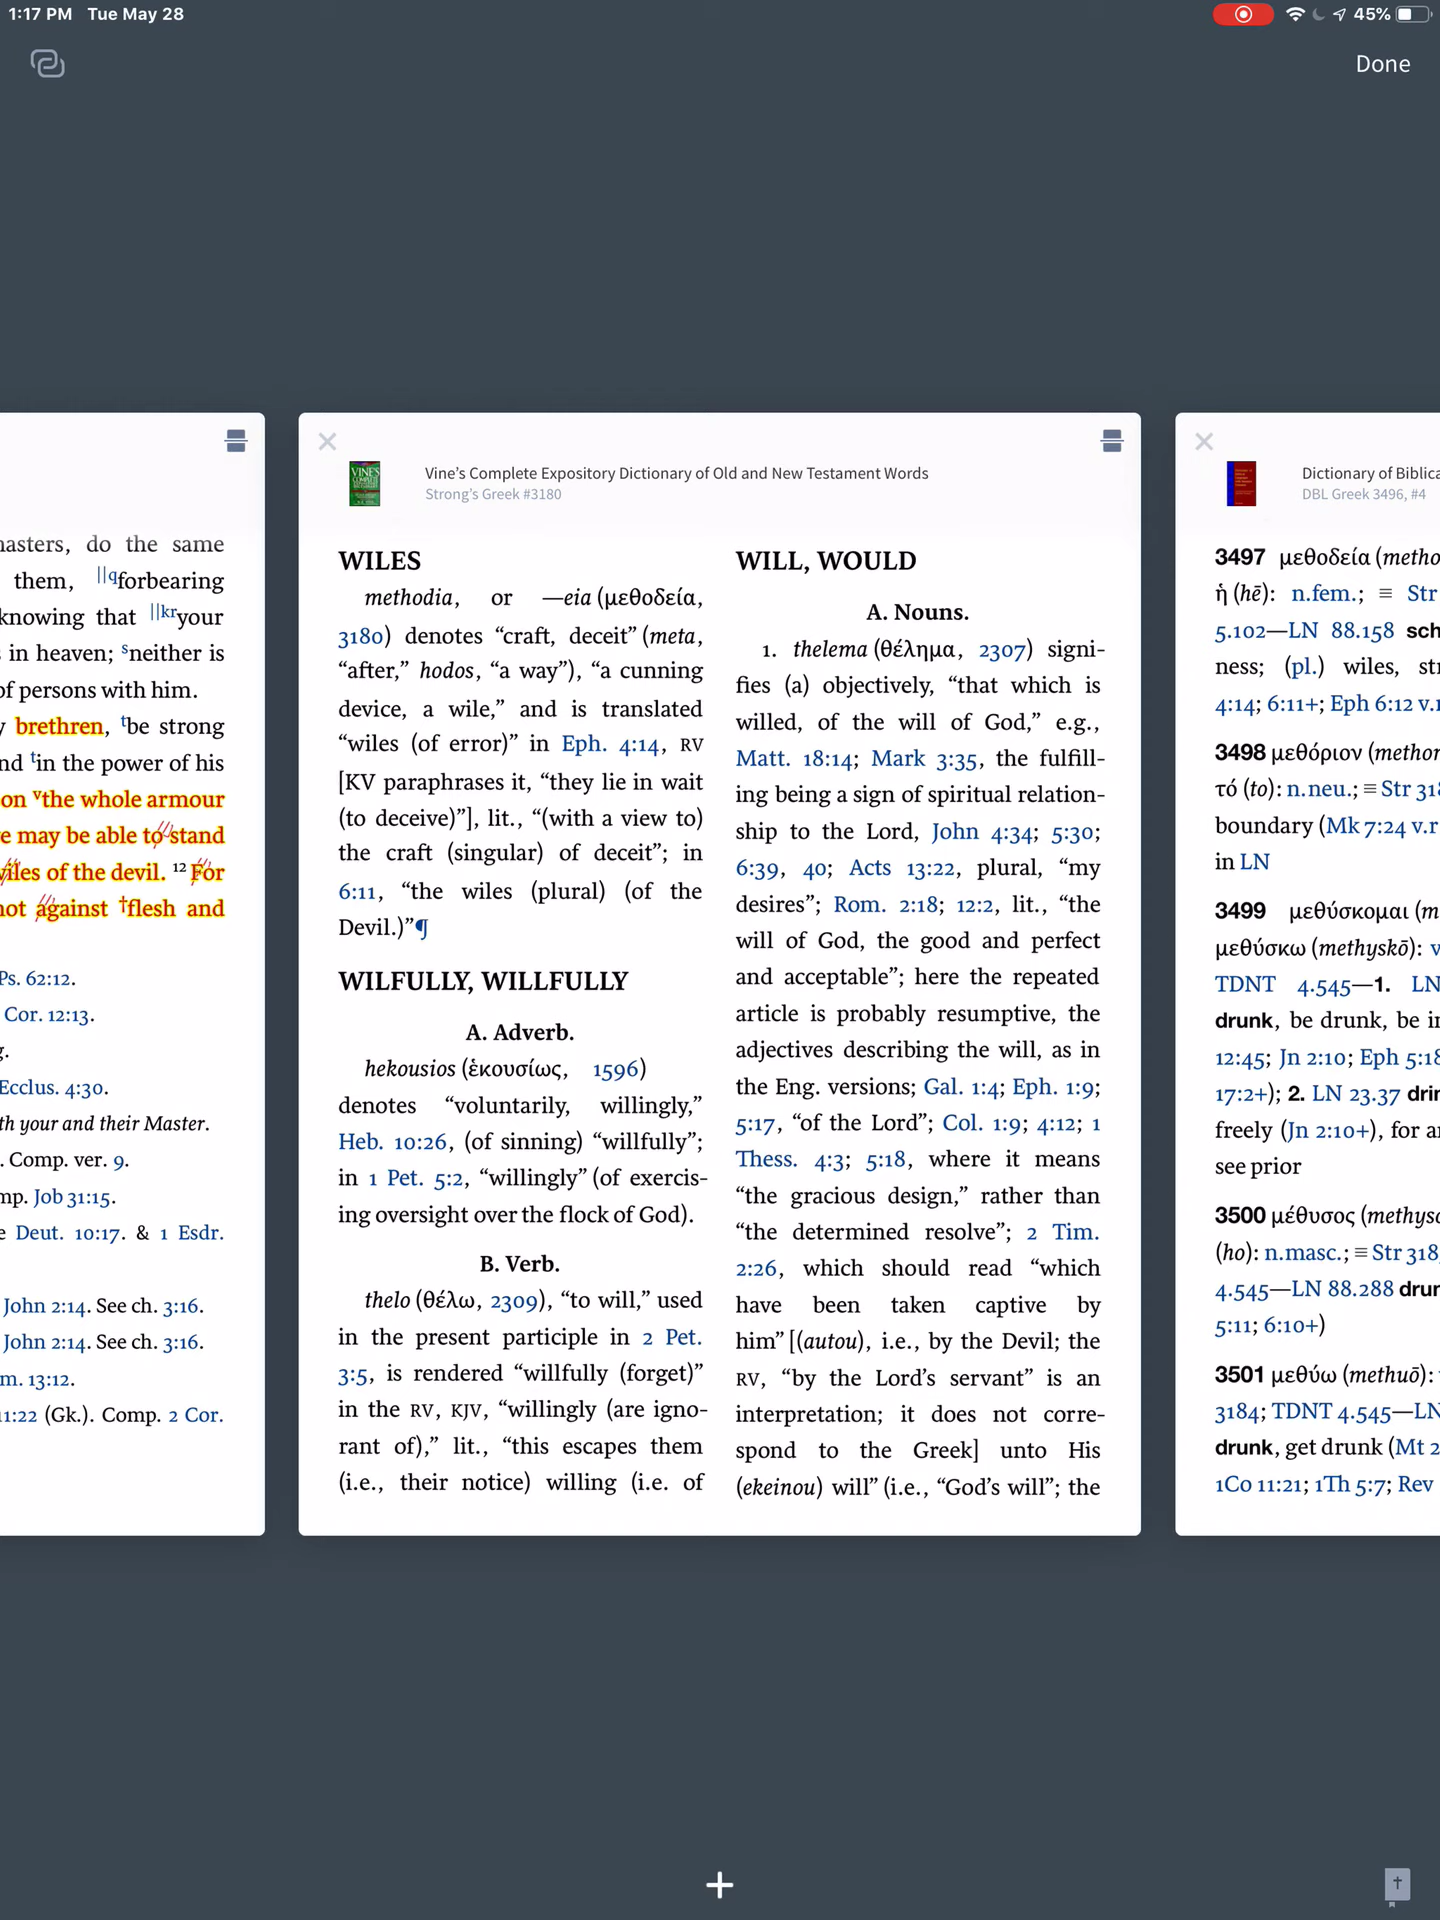 1:17 PM Tue May 28
45%
Done
masters, do the same
them, ||qforbearing
knowing that ||kryour
in heaven; sneither is
of persons with him.
brethren, tbe strong
tin the power of his
on vthe whole armour
may be able to stand
wiles of the devil. 12 For
not against †flesh and
Ps. 62:12.
Cor. 12:13.
Ecclus. 4:30.
your and their Master.
Comp. ver. 9.
Job 31:15.
Deut. 10:17. & 1 Esdr.
John 2:14. See ch. 3:16.
John 2:14. See ch. 3:16.
13:12.
11:22 (Gk.). Comp. 2 Cor.
VINE'S COMPLETE EXPOSITORY
Vine’s Complete Expository Dictionary of Old and New Testament Words
Strong’s Greek #3180
WILES
methodia, or —eia (μεθοδεία,
3180) denotes “craft, deceit” (meta,
“after,” hodos, “a way”), “a cunning
device, a wile,” and is translated
“wiles (of error)” in Eph. 4:14, RV
[KV paraphrases it, “they lie in wait
(to deceive)”], lit., “(with a view to)
the craft (singular) of deceit”; in
6:11, “the wiles (plural) (of the
Devil.)”¶
WILFULLY, WILLFULLY
A. Adverb.
hekousios (ἑκουσίως, 1596)
denotes “voluntarily, willingly,”
Heb. 10:26, (of sinning) “willfully”;
in 1 Pet. 5:2, “willingly” (of exercis-
ing oversight over the flock of God).
B. Verb.
thelo (θέλω, 2309), “to will,” used
in the present participle in 2 Pet.
3:5, is rendered “willfully (forget)”
in the RV, KJV, “willingly (are igno-
rant of),” lit., “this escapes them
(i.e., their notice) willing (i.e. of
WILL, WOULD
A. Nouns.
1. thelema (θέλημα, 2307) signi-
fies (a) objectively, “that which is
willed, of the will of God,” e.g.,
Matt. 18:14; Mark 3:35, the fulfill-
ing being a sign of spiritual relation-
ship to the Lord, John 4:34; 5:30;
6:39, 40; Acts 13:22, plural, “my
desires”; Rom. 2:18; 12:2, lit., “the
will of God, the good and perfect
and acceptable”; here the repeated
article is probably resumptive, the
adjectives describing the will, as in
the Eng. versions; Gal. 1:4; Eph. 1:9;
5:17, “of the Lord”; Col. 1:9; 4:12; 1
Thess. 4:3; 5:18, where it means
“the gracious design,” rather than
“the determined resolve”; 2 Tim.
2:26, which should read “which
have been taken captive by
him” [(autou), i.e., by the Devil; the
RV, “by the Lord’s servant” is an
interpretation; it does not corre-
spond to the Greek] unto His
(ekeinou) will” (i.e., “God’s will”; the
Dictionary of Biblica
DBL Greek 3496, #4
3497 μεθοδεία (metho
ἡ (hē): n.fem.; ≡ Str
5.102—LN 88.158 sch
ness; (pl.) wiles, str
4:14; 6:11+; Eph 6:12 v.r
3498 μεθόριον (methor
τό (to): n.neu.; ≡ Str 318
boundary (Mk 7:24 v.r
in LN
3499 μεθύσκομαι (m
μεθύσκω (methyskō): v
TDNT 4.545—1. LN
drunk, be drunk, be in
12:45; Jn 2:10; Eph 5:18
17:2+); 2. LN 23.37 drin
freely (Jn 2:10+), for an
see prior
3500 μέθυσος (methyso
(ho): n.masc.; ≡ Str 318
4.545—LN 88.288 drun
5:11; 6:10+)
3501 μεθύω (methuō):
3184; TDNT 4.545—LN
drunk, get drunk (Mt 2
1Co 11:21; 1Th 5:7; Rev